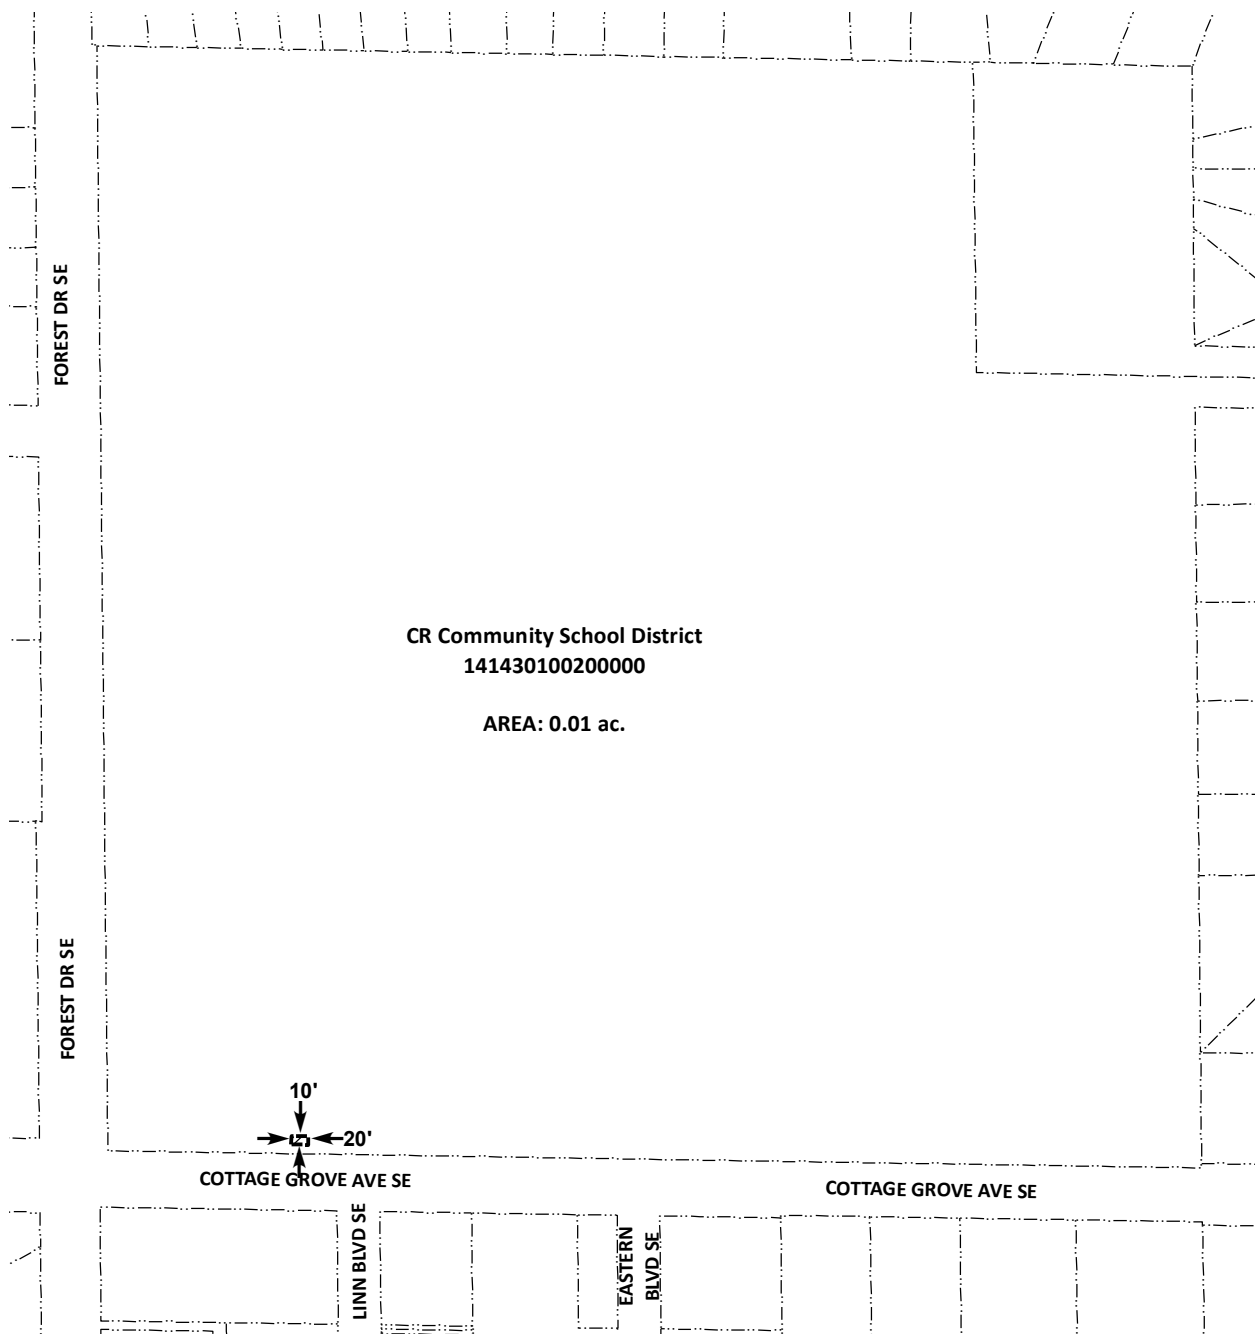 FOREST DR SE
CR Community School District
141430100200000
AREA: 0.01 ac.
FOREST DR SE
10'
20'
COTTAGE GROVE AVE SE
COTTAGE GROVE AVE SE
LINN BLVD SE
EASTERN
BLVD SE